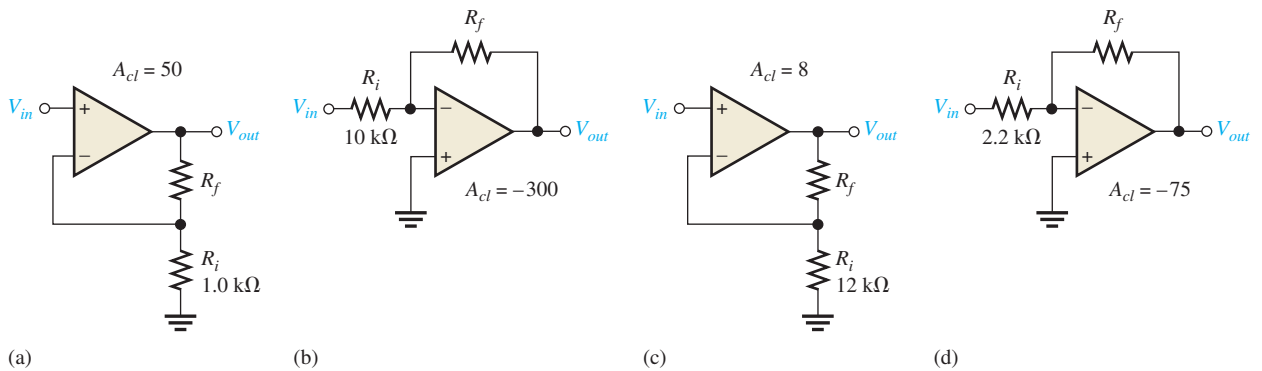 A_cl = 50
V_in
+
−
V_out
R_f
R_i
1.0 kΩ
(a)
R_f
R_i
V_in
10 kΩ
−
+
V_out
A_cl = −300
(b)
A_cl = 8
V_in
+
−
V_out
R_f
R_i
12 kΩ
(c)
R_f
R_i
V_in
2.2 kΩ
−
+
V_out
A_cl = −75
(d)